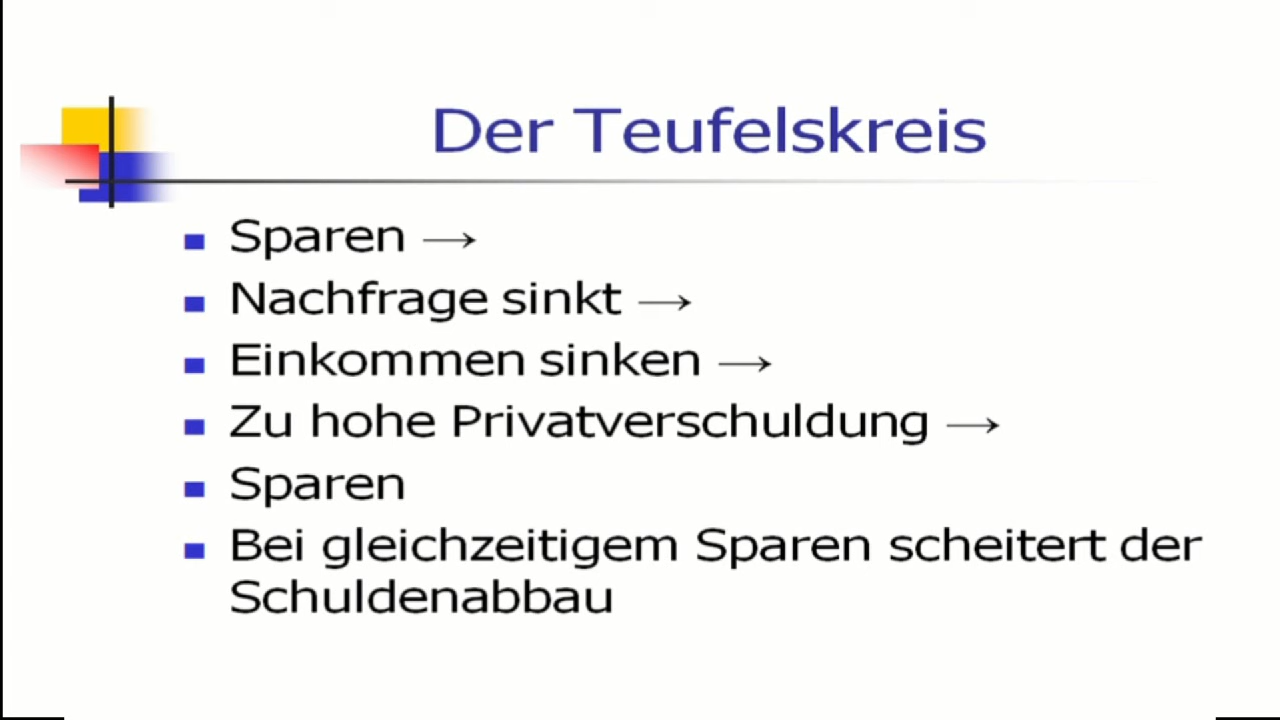 Der Teufelskreis
Sparen →
Nachfrage sinkt →
Einkommen sinken →
Zu hohe Privatverschuldung →
Sparen
Bei gleichzeitigem Sparen scheitert der
Schuldenabbau